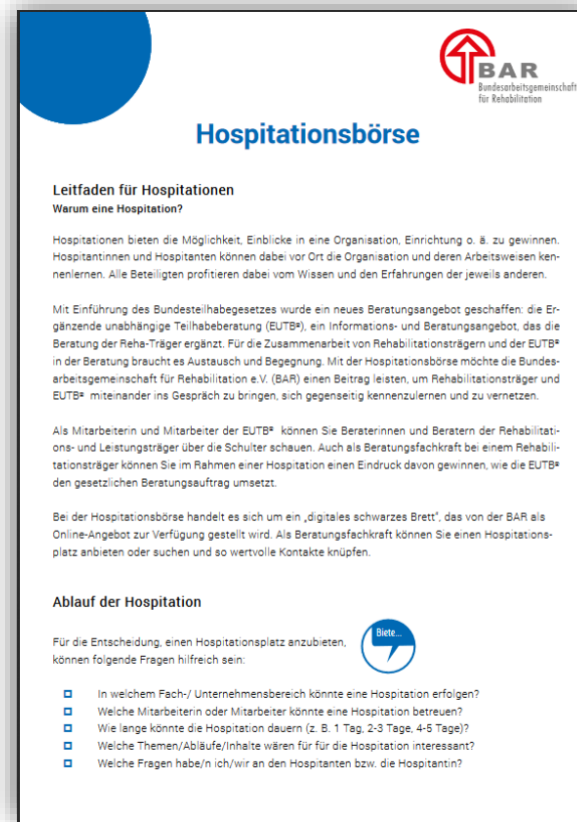 BAR
Bundesarbeitsgemeinschaft
für Rehabilitation
Hospitationsbörse
Leitfaden für Hospitationen
Warum eine Hospitation?
Hospitationen bieten die Möglichkeit, Einblicke in eine Organisation, Einrichtung o. ä. zu gewinnen.
Hospitantinnen und Hospitanten können dabei vor Ort die Organisation und deren Arbeitsweisen ken-
nenlernen. Alle Beteiligten profitieren dabei vom Wissen und den Erfahrungen der jeweils anderen.
Mit Einführung des Bundesteilhabegesetzes wurde ein neues Beratungsangebot geschaffen: die Er-
gänzende unabhängige Teilhabeberatung (EUTB®), ein Informations- und Beratungsangebot, das die
Beratung der Reha-Träger ergänzt. Für die Zusammenarbeit von Rehabilitationsträgern und der EUTB®
in der Beratung braucht es Austausch und Begegnung. Mit der Hospitationsbörse möchte die Bundes-
arbeitsgemeinschaft für Rehabilitation e.V. (BAR) einen Beitrag leisten, um Rehabilitationsträger und
EUTB® miteinander ins Gespräch zu bringen, sich gegenseitig kennenzulernen und zu vernetzen.
Als Mitarbeiterin und Mitarbeiter der EUTB® können Sie Beraterinnen und Beratern der Rehabilitati-
ons- und Leistungsträger über die Schulter schauen. Auch als Beratungsfachkraft bei einem Rehabili-
tationsträger können Sie im Rahmen einer Hospitation einen Eindruck davon gewinnen, wie die EUTB®
den gesetzlichen Beratungsauftrag umsetzt.
Bei der Hospitationsbörse handelt es sich um ein „digitales schwarzes Brett", das von der BAR als
Online-Angebot zur Verfügung gestellt wird. Als Beratungsfachkraft können Sie einen Hospitations-
platz anbieten oder suchen und so wertvolle Kontakte knüpfen.
Ablauf der Hospitation
Für die Entscheidung, einen Hospitationsplatz anzubieten,
können folgende Fragen hilfreich sein:
Biete...
In welchem Fach-/ Unternehmensbereich könnte eine Hospitation erfolgen?
Welche Mitarbeiterin oder Mitarbeiter könnte eine Hospitation betreuen?
Wie lange könnte die Hospitation dauern (z. B. 1 Tag, 2-3 Tage, 4-5 Tage)?
Welche Themen/Abläufe/Inhalte wären für für die Hospitation interessant?
Welche Fragen habe/n ich/wir an den Hospitanten bzw. die Hospitantin?